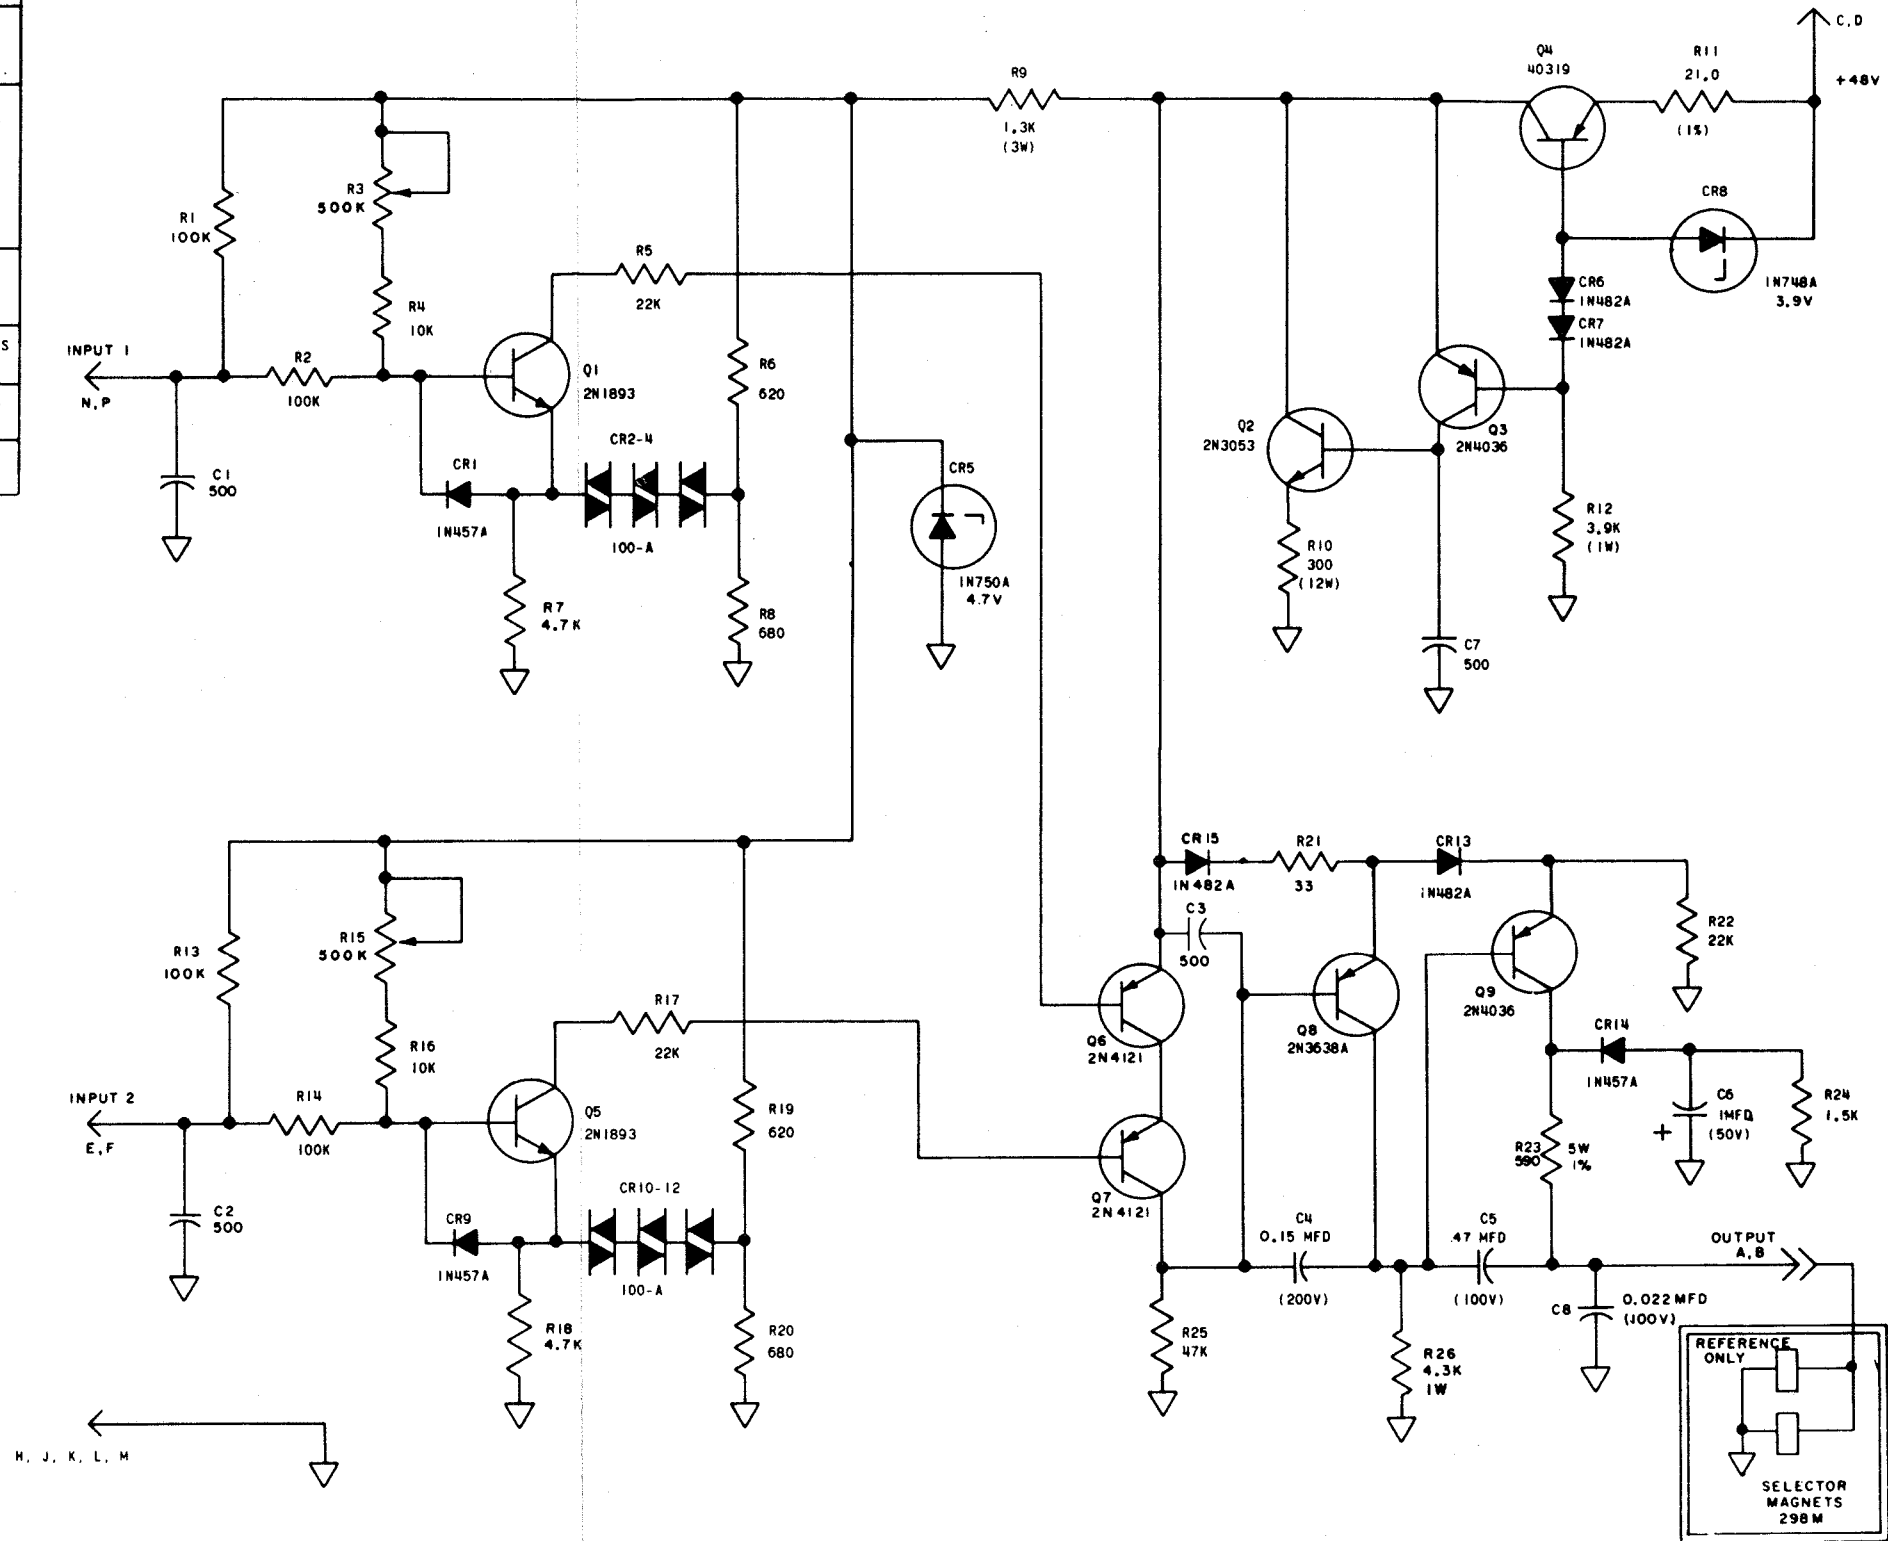 C,D
+48V
Q4
40319
R11
21.0
(1%)
R9
1.3K
(3W)
CR8
1N748A
3.9V
R3
500K
R1
100K
R5
22K
R4
10K
CR6
1N482A
CR7
1N482A
S
INPUT 1
N,P
R2
100K
Q1
2N1893
R6
620
Q2
2N3053
Q3
2N4036
C1
500
CR1
1N457A
CR2-4
100-A
CR5
1N750A
4.7V
R12
3.9K
(1W)
R10
300
(12W)
R7
4.7K
R8
680
C7
500
CR15
1N482A
R21
33
CR13
1N482A
C3
500
R22
22K
R13
100K
R15
500K
R17
22K
R16
10K
Q6
2N4121
Q8
2N3638A
Q9
2N4036
CR14
1N457A
C6
1MFD
(50V)
+
R24
1.5K
INPUT 2
E,F
R14
100K
Q5
2N1893
R19
620
R23
590
5W
1%
Q7
2N4121
C2
500
CR9
1N457A
CR10-12
100-A
C4
0.15 MFD
(200V)
C5
.47 MFD
(100V)
OUTPUT
A,B
C8
0.022MFD
(100V)
R18
4.7K
R20
680
R25
47K
R26
4.3K
1W
REFERENCE
ONLY
SELECTOR
MAGNETS
298M
H, J, K, L, M